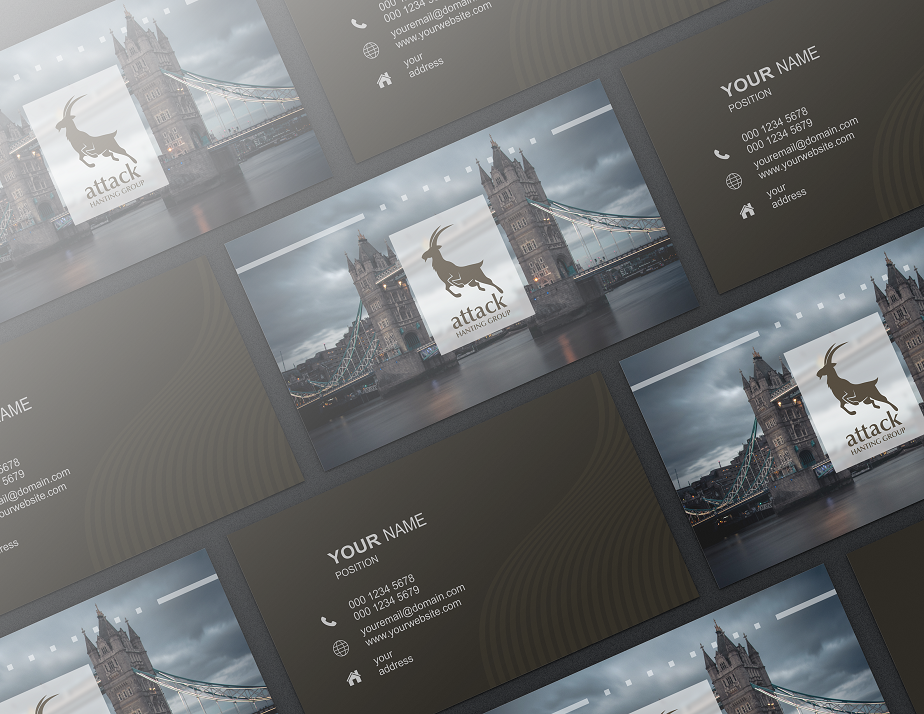 000 1234 5679
youremail@domain.com
www.yourwebsite.com
your
address
YOUR NAME
POSITION
000 1234 5678
000 1234 5679
youremail@domain.com
www.yourwebsite.com
your
address
attack
HANTING GROUP
attack
HANTING GROUP
attack
HANTING GROUP
NAME
5678
5679
ail@domain.com
website.com
ress
YOUR NAME
POSITION
000 1234 5678
000 1234 5679
youremail@domain.com
www.yourwebsite.com
your
address